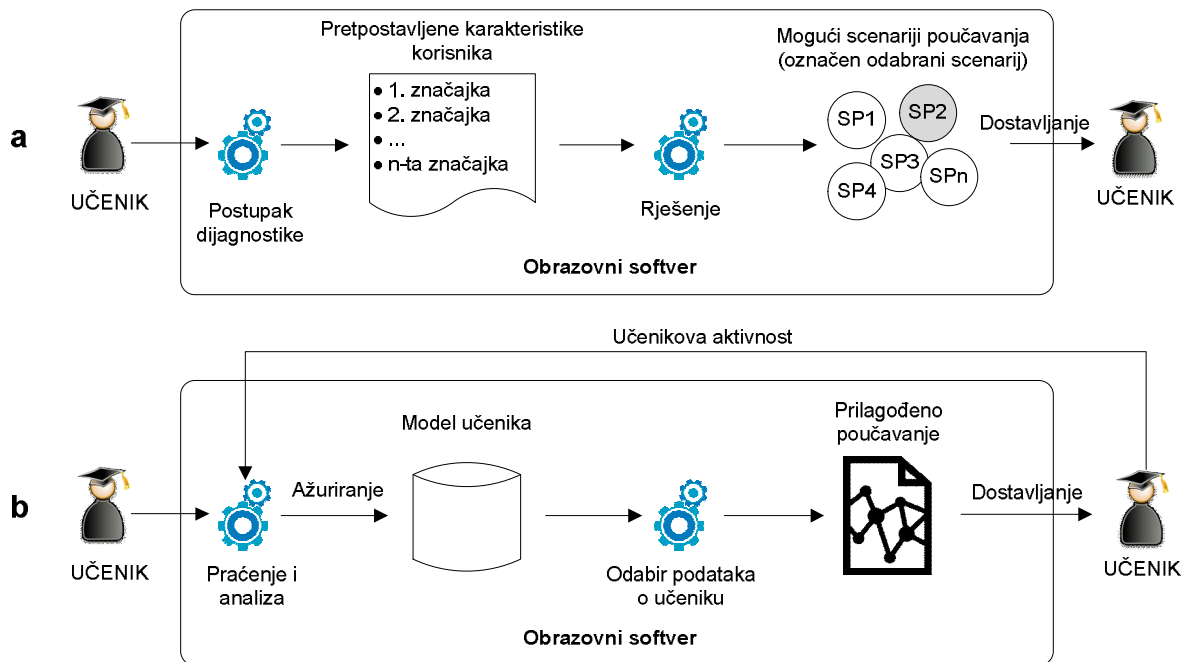 Pretpostavljene karakteristike
korisnika
Mogući scenariji poučavanja
(označen odabrani scenarij)
a
UČENIK
Postupak
dijagnostike
• 1. značajka
• 2. značajka
• ...
• n-ta značajka
Rješenje
SP1
SP2
SP3
SP4
SPn
Dostavljanje
UČENIK
Obrazovni softver
Učenikova aktivnost
b
UČENIK
Praćenje i
analiza
Ažuriranje
Model učenika
Odabir podataka
o učeniku
Prilagođeno
poučavanje
Dostavljanje
UČENIK
Obrazovni softver